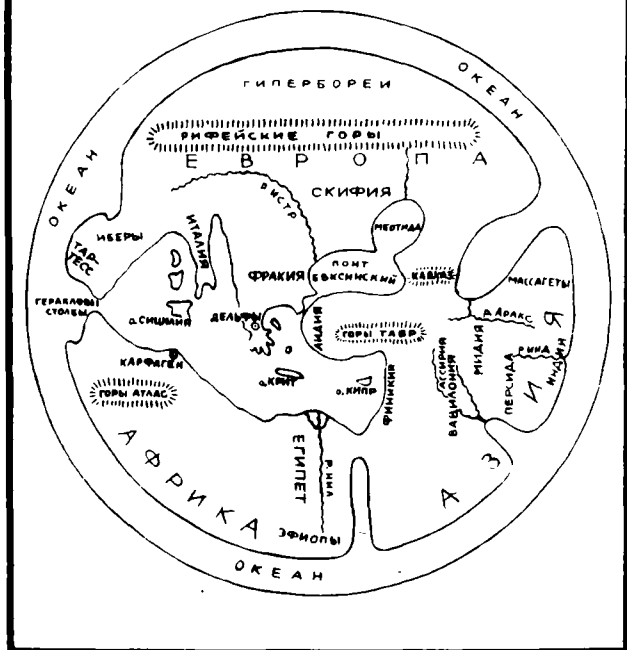 ОКЕАН
ГИПЕРБОРЕИ
ОКЕАН
РИФЕЙСКИЕ ГОРЫ
ЕВРОПА
СКИФИЯ
Р.ИСТР
МЕОТИДА
ИБЕРЫ
ТАР-
ТЕСС
ИТАЛИЯ
ПОНТ
ЕВКСИНСКИЙ
КАВКАЗ
ФРАКИЯ
МАССАГЕТЫ
ГЕРАКЛОВЫ
СТОЛБЫ
о.СИЦИЛИЯ
ДЕЛЬФЫ
ЛИДИЯ
ГОРЫ ТАВР
р.АРАКС
МИДИЯ
р.ИНД
ИНДИЯ
ПЕРСИДА
АССИРИЯ
ВАВИЛОНИЯ
КАРФАГЕН
ГОРЫ АТЛАС
о.КРИТ
о.КИПР
ФИНИКИЯ
ЕГИПЕТ
р.НИЛ
АФРИКА
ЭФИОПЫ
АЗИЯ
ОКЕАН